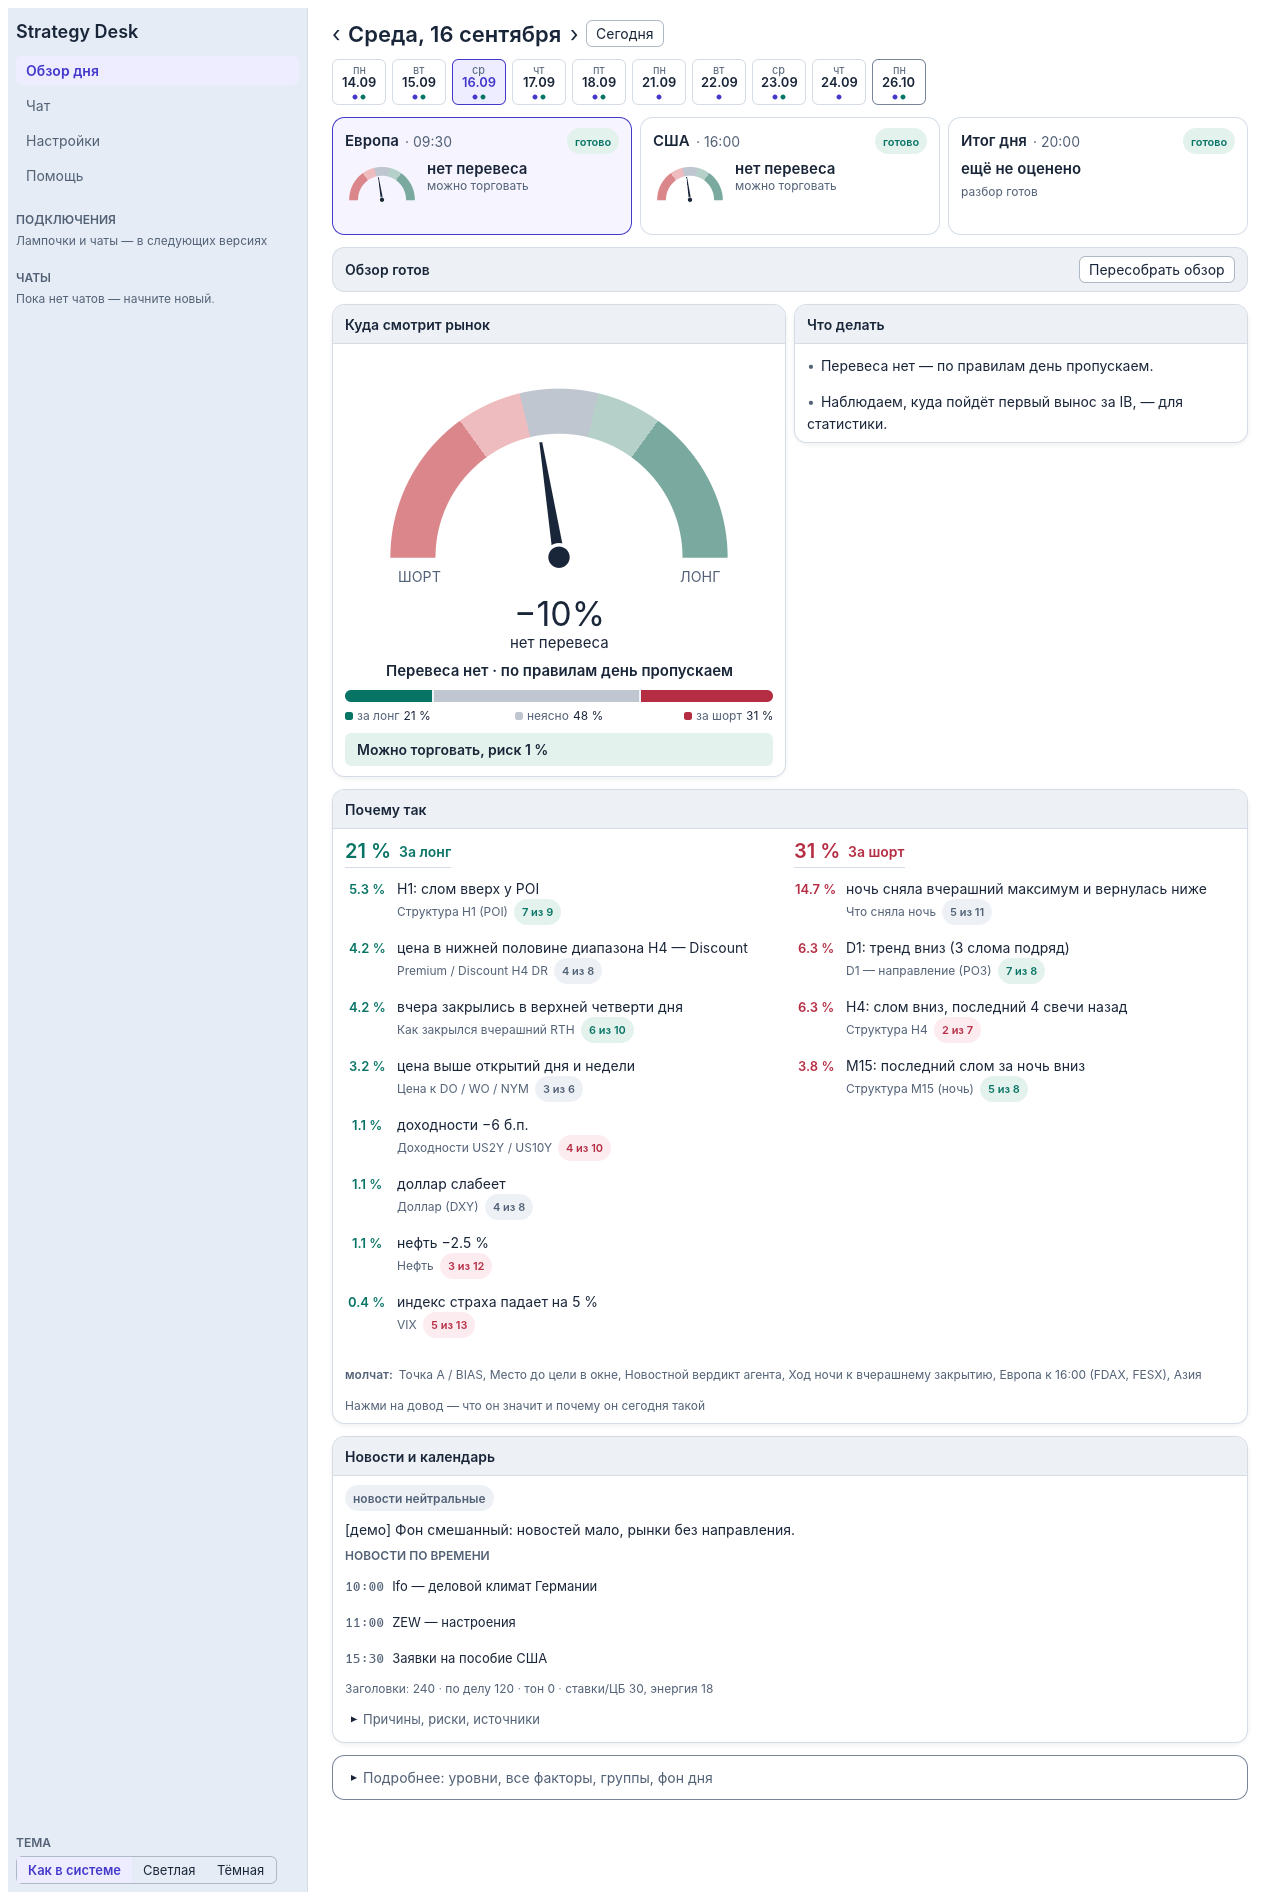 Strategy Desk
Обзор дня
Чат
Настройки
Помощь
ПОДКЛЮЧЕНИЯ
Лампочки и чаты — в следующих версиях
ЧАТЫ
Пока нет чатов — начните новый.
ТЕМА
Как в системе Светлая Тёмная
‹ Среда, 16 сентября › Сегодня
пн вт ср чт пт пн вт ср чт пн
14.09 15.09 16.09 17.09 18.09 21.09 22.09 23.09 24.09 26.10
Европа · 09:30 готово
нет перевеса
можно торговать
США · 16:00 готово
нет перевеса
можно торговать
Итог дня · 20:00 готово
ещё не оценено
разбор готов
Обзор готов Пересобрать обзор
Куда смотрит рынок
ШОРТ ЛОНГ
−10%
нет перевеса
Перевеса нет · по правилам день пропускаем
за лонг 21 % неясно 48 % за шорт 31 %
Можно торговать, риск 1 %
Что делать
• Перевеса нет — по правилам день пропускаем.
• Наблюдаем, куда пойдёт первый вынос за IB, — для
статистики.
Почему так
21 % За лонг
5.3 % H1: слом вверх у POI
Структура H1 (POI) 7 из 9
4.2 % цена в нижней половине диапазона H4 — Discount
Premium / Discount H4 DR 4 из 8
4.2 % вчера закрылись в верхней четверти дня
Как закрылся вчерашний RTH 6 из 10
3.2 % цена выше открытий дня и недели
Цена к DO / WO / NYM 3 из 6
1.1 % доходности −6 б.п.
Доходности US2Y / US10Y 4 из 10
1.1 % доллар слабеет
Доллар (DXY) 4 из 8
1.1 % нефть −2.5 %
Нефть 3 из 12
0.4 % индекс страха падает на 5 %
VIX 5 из 13
31 % За шорт
14.7 % ночь сняла вчерашний максимум и вернулась ниже
Что сняла ночь 5 из 11
6.3 % D1: тренд вниз (3 слома подряд)
D1 — направление (PO3) 7 из 8
6.3 % H4: слом вниз, последний 4 свечи назад
Структура H4 2 из 7
3.8 % M15: последний слом за ночь вниз
Структура M15 (ночь) 5 из 8
молчат: Точка А / BIAS, Место до цели в окне, Новостной вердикт агента, Ход ночи к вчерашнему закрытию, Европа к 16:00 (FDAX, FESX), Азия
Нажми на довод — что он значит и почему он сегодня такой
Новости и календарь
новости нейтральные
[демо] Фон смешанный: новостей мало, рынки без направления.
НОВОСТИ ПО ВРЕМЕНИ
10:00 Ifo — деловой климат Германии
11:00 ZEW — настроения
15:30 Заявки на пособие США
Заголовки: 240 · по делу 120 · тон 0 · ставки/ЦБ 30, энергия 18
▸ Причины, риски, источники
▸ Подробнее: уровни, все факторы, группы, фон дня